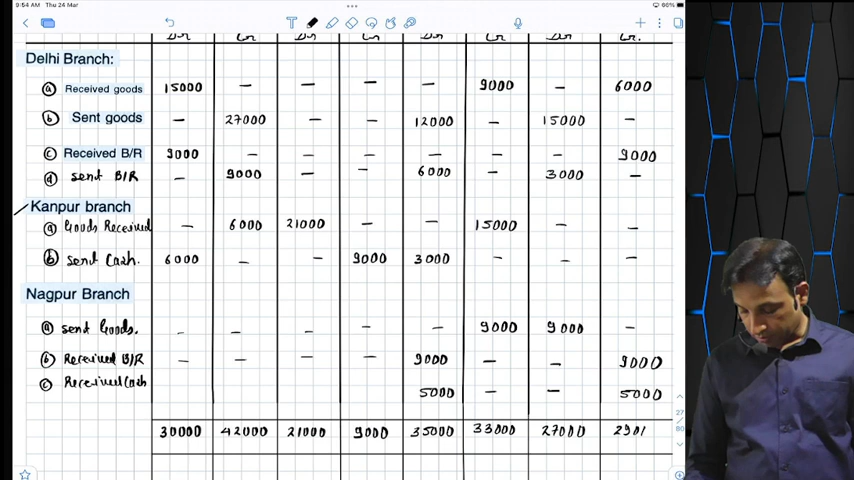 9:54 AM Thu 24 Mar
66%
Dr Cr Dr Cr Dr Cr Dr Cr.
Delhi Branch:
a Received goods 15000 — — — — 9000 — 6000
b Sent goods — 27000 — — 12000 — 15000 —
c Received B/R 9000 — — — — — — 9000
d sent B/R — 9000 — — 6000 — 3000 —
Kanpur branch
a Goods Received — 6000 21000 — — 15000 — —
b sent Cash. 6000 — — 9000 3000 — — —
Nagpur Branch
a sent Goods. — — — — — 9000 9000 —
b Received B/R — — — — 9000 — — 9000
c Received Cash 5000 — — 5000
30000 42000 21000 9000 35000 33000 27000 290
27
80